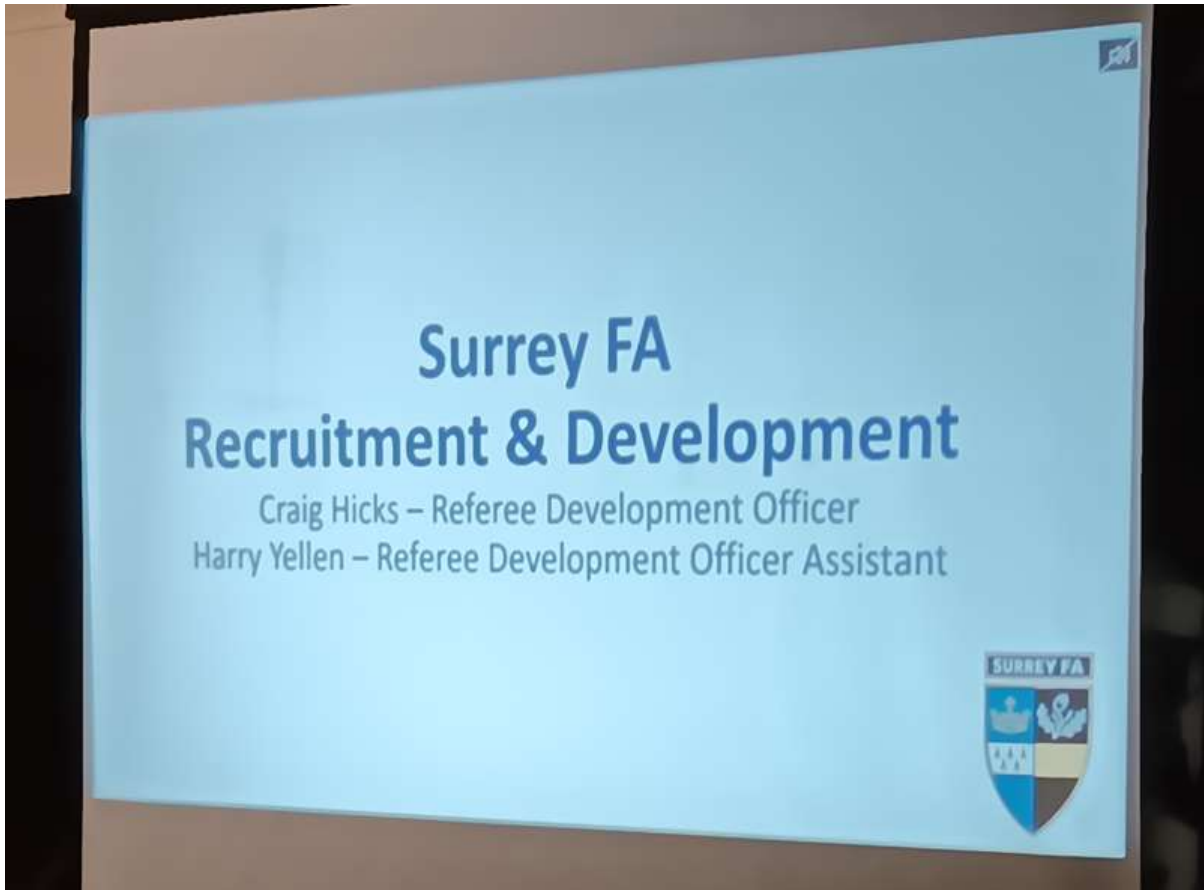 Surrey FA
Recruitment & Development
Craig Hicks – Referee Development Officer
Harry Yellen – Referee Development Officer Assistant
SURREY FA